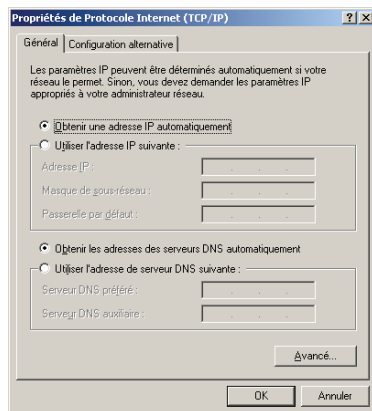 Propriétés de Protocole Internet (TCP/IP)
Général
Configuration alternative
Les paramètres IP peuvent être déterminés automatiquement si votre
réseau le permet. Sinon, vous devez demander les paramètres IP
appropriés à votre administrateur réseau.
Obtenir une adresse IP automatiquement
Utiliser l'adresse IP suivante :
Adresse IP :
Masque de sous-réseau :
Passerelle par défaut :
Obtenir les adresses des serveurs DNS automatiquement
Utiliser l'adresse de serveur DNS suivante :
Serveur DNS préféré :
Serveur DNS auxiliaire :
Avancé...
OK
Annuler